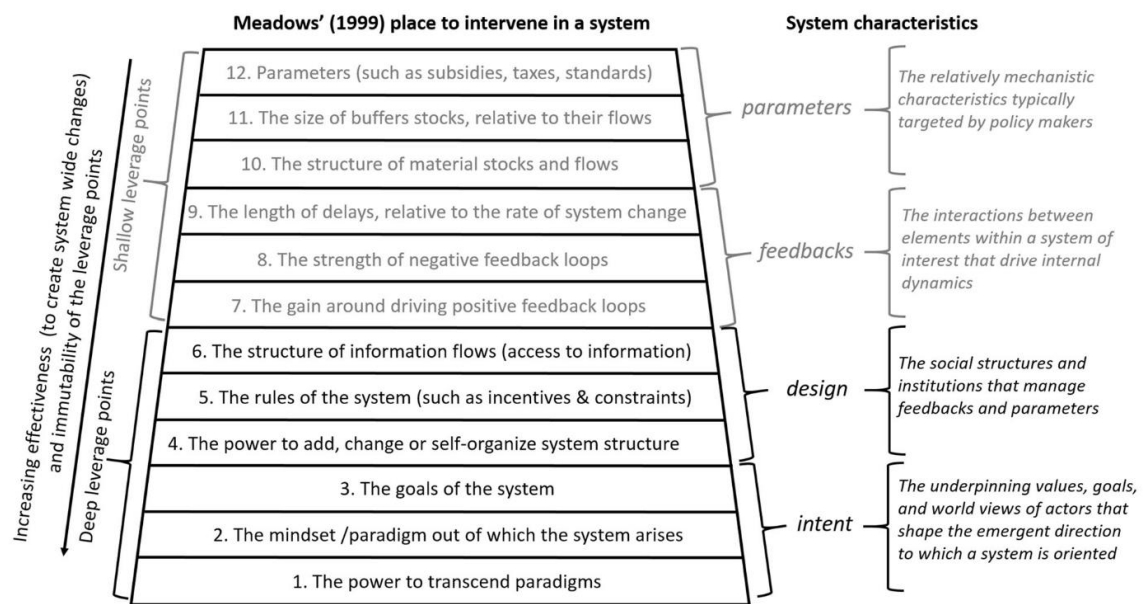 Meadows' (1999) place to intervene in a system
System characteristics
Increasing effectiveness (to create system wide changes)
and immutability of the leverage points
Shallow leverage points
Deep leverage points
12. Parameters (such as subsidies, taxes, standards)
11. The size of buffers stocks, relative to their flows
10. The structure of material stocks and flows
9. The length of delays, relative to the rate of system change
8. The strength of negative feedback loops
7. The gain around driving positive feedback loops
6. The structure of information flows (access to information)
5. The rules of the system (such as incentives & constraints)
4. The power to add, change or self-organize system structure
3. The goals of the system
2. The mindset /paradigm out of which the system arises
1. The power to transcend paradigms
parameters
The relatively mechanistic
characteristics typically
targeted by policy makers
feedbacks
The interactions between
elements within a system of
interest that drive internal
dynamics
design
The social structures and
institutions that manage
feedbacks and parameters
intent
The underpinning values, goals,
and world views of actors that
shape the emergent direction
to which a system is oriented